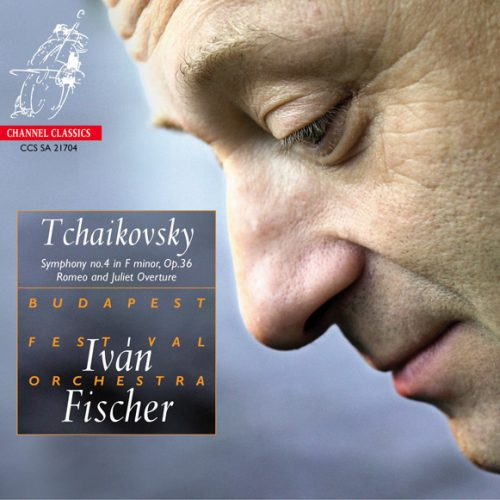 CHANNEL CLASSICS
CCS SA 21704
Tchaikovsky
Symphony no.4 in F minor, Op.36
Romeo and Juliet Overture
BUDAPEST
FESTIVAL
Iván
ORCHESTRA
Fischer